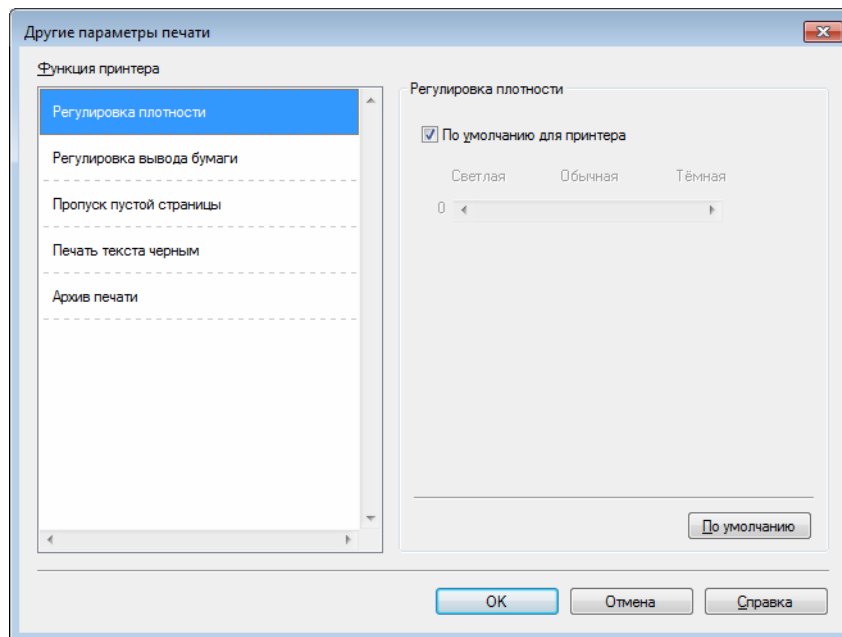 Другие параметры печати
Функция принтера
Регулировка плотности
Регулировка вывода бумаги
Пропуск пустой страницы
Печать текста черным
Архив печати
Регулировка плотности
По умолчанию для принтера
Светлая Обычная Тёмная
0
По умолчанию
OK Отмена Справка